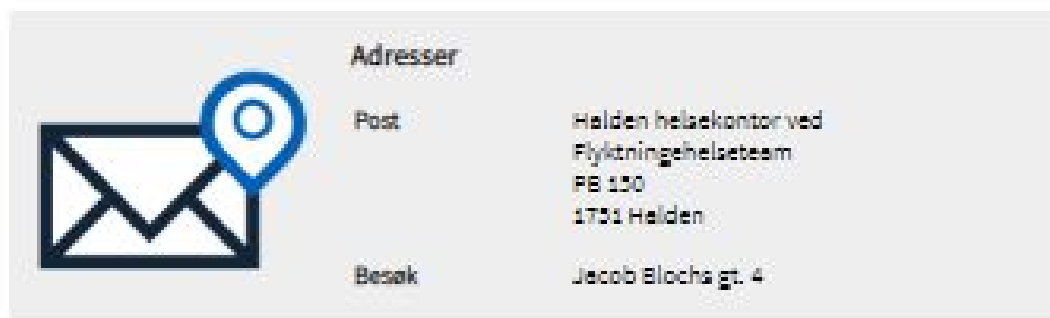 Adresser
Post
Halden helsekontor ved
Flyktningehelseteam
PB 150
1751 Halden
Besøk
Jacob Blochs gt. 4